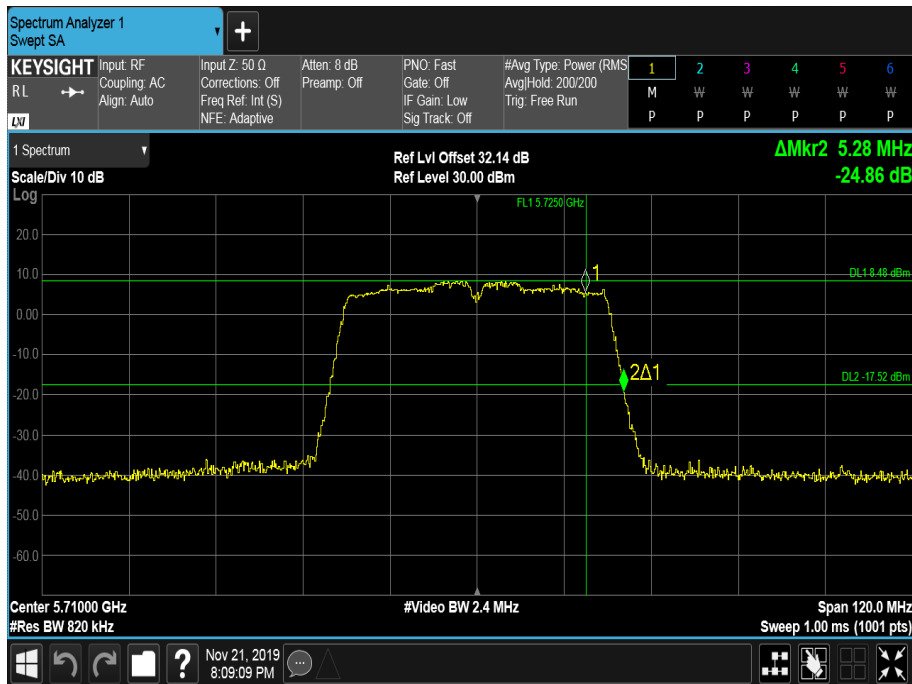 Spectrum Analyzer 1
Swept SA
KEYSIGHT
RL
LXI
Input: RF
Coupling: AC
Align: Auto
Input Z: 50 Ω
Corrections: Off
Freq Ref: Int (S)
NFE: Adaptive
Atten: 8 dB
Preamp: Off
PNO: Fast
Gate: Off
IF Gain: Low
Sig Track: Off
#Avg Type: Power (RMS
Avg|Hold: 200/200
Trig: Free Run
1 2 3 4 5 6
M W W W W W
P P P P P P
1 Spectrum
Scale/Div 10 dB
Ref Lvl Offset 32.14 dB
Ref Level 30.00 dBm
ΔMkr2 5.28 MHz
-24.86 dB
Log
FL1 5.7250 GHz
20.0
10.0
1
DL1 8.48 dBm
0.00
-10.0
2Δ1
DL2 -17.52 dBm
-20.0
-30.0
-40.0
-50.0
-60.0
Center 5.71000 GHz
#Video BW 2.4 MHz
Span 120.0 MHz
#Res BW 820 kHz
Sweep 1.00 ms (1001 pts)
?
Nov 21, 2019
8:09:09 PM